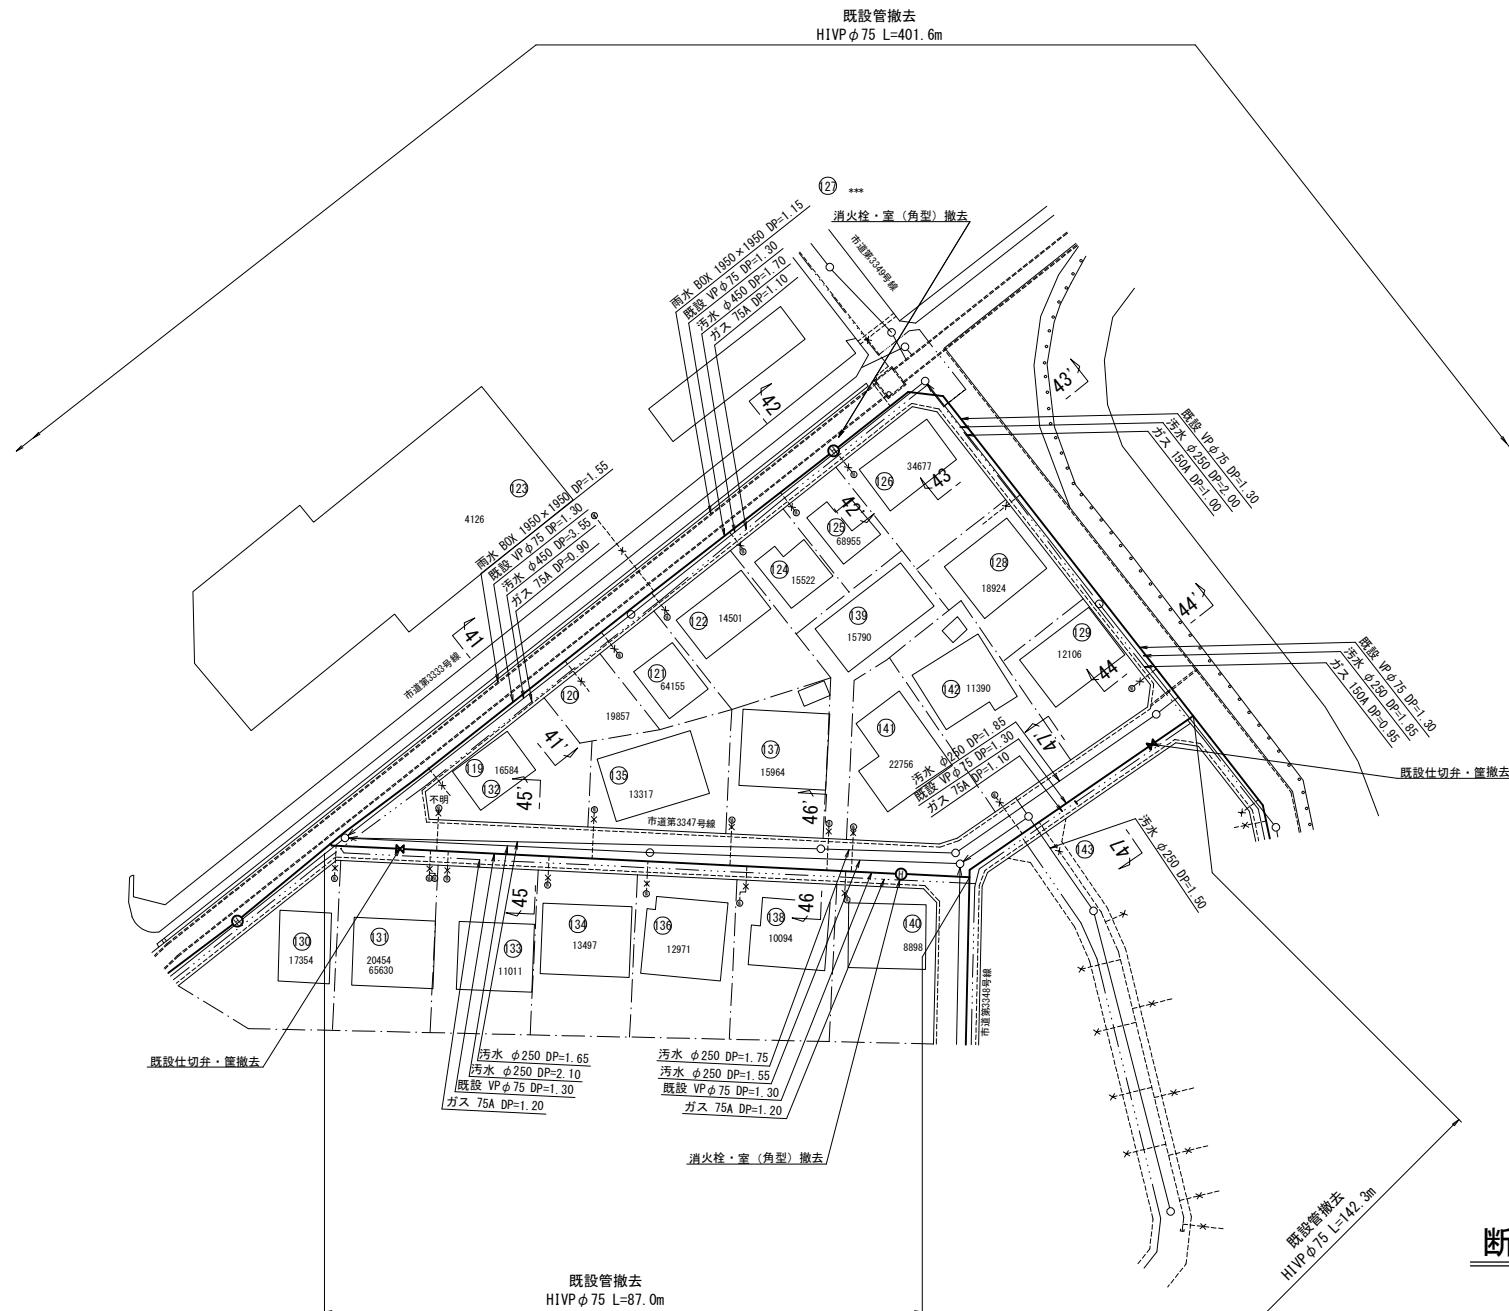 既設管撤去
HIVPφ75 L=401.6m
127 ***
消火栓・室（角型）撤去
市道第3349号線
雨水 BOX 1950×1950 DP=1.15
既設 VPφ75 DP=1.30
汚水 φ450 DP=1.70
ガス 75A DP=1.10
42
43'
既設 VPφ75 DP=1.30
汚水 φ250 DP=2.00
ガス 150A DP=1.00
123
4126
雨水 BOX 1950×1950 DP=1.55
既設 VPφ75 DP=1.30
汚水 φ450 DP=3.55
ガス 75A DP=0.90
126
34677
43
42'
125
68955
124
15522
128
18924
44'
122
14501
139
15790
129
12106
44
41
市道第3333号線
121
64155
120
19857
142
11390
既設 VPφ75 DP=1.30
汚水 φ250 DP=1.85
ガス 150A DP=0.95
41'
137
15964
141
22756
47'
汚水 φ250 DP=1.85
既設 VPφ75 DP=1.30
ガス 75A DP=1.10
119
16584
132
135
13317
既設仕切弁・筐撤去
不明
45'
46'
市道第3347号線
143
47
汚水 φ250 DP=1.50
45
46
130
17354
131
20454
65630
133
11011
134
13497
136
12971
138
10094
140
8898
市道第3348号線
既設仕切弁・筐撤去
汚水 φ250 DP=1.65
汚水 φ250 DP=2.10
既設 VPφ75 DP=1.30
ガス 75A DP=1.20
汚水 φ250 DP=1.75
汚水 φ250 DP=1.55
既設 VPφ75 DP=1.30
ガス 75A DP=1.20
消火栓・室（角型）撤去
既設管撤去
HIVPφ75 L=142.3m
断
既設管撤去
HIVPφ75 L=87.0m